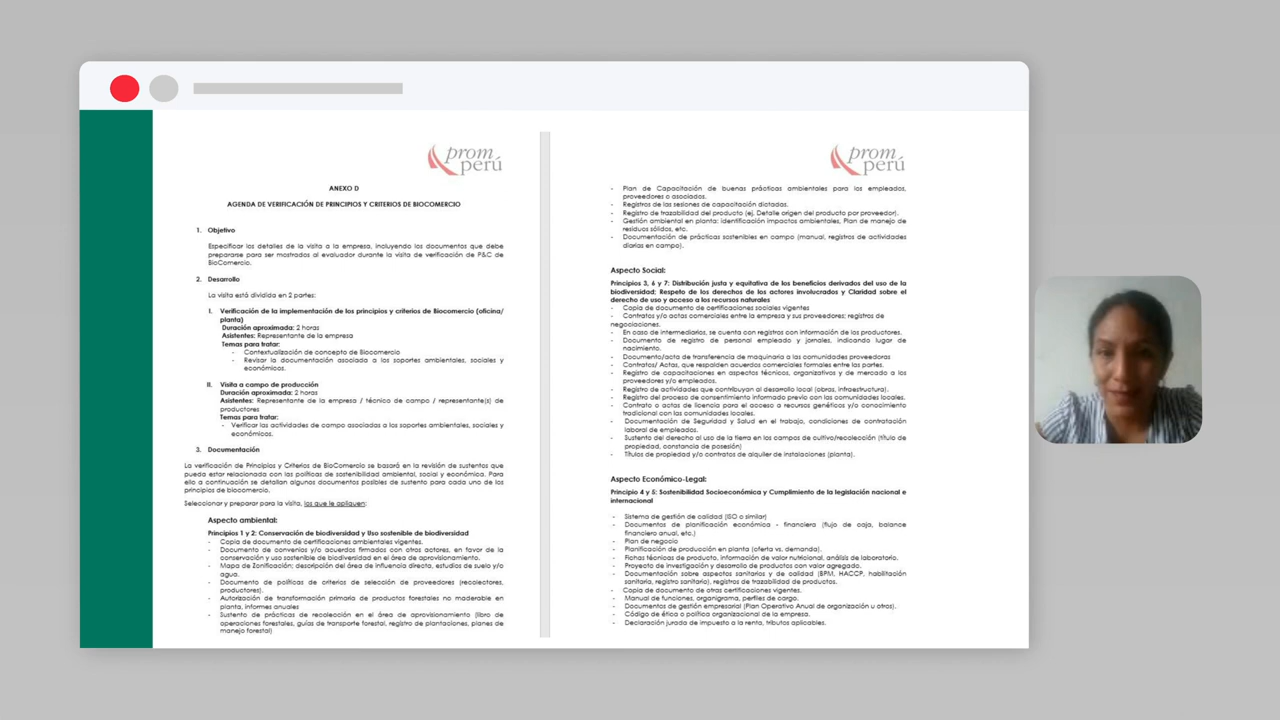 prom
perú
ANEXO D
AGENDA DE VERIFICACIÓN DE PRINCIPIOS Y CRITERIOS DE BIOCOMERCIO
1. Objetivo
Especificar los detalles de la visita a la empresa, incluyendo los documentos que debe
prepararse para ser mostrados al evaluador durante la visita de verificación de P&C de
BioComercio.
2. Desarrollo
La visita está dividida en 2 partes:
I. Verificación de la implementación de los principios y criterios de Biocomercio (oficina/
planta)
Duración aproximada: 2 horas
Asistentes: Representante de la empresa
Temas para tratar:
- Contextualización de concepto de Biocomercio
- Revisar la documentación asociada a los soportes ambientales, sociales y
económicos.
II. Visita a campo de producción
Duración aproximada: 2 horas
Asistentes: Representante de la empresa / técnico de campo / representante(s) de
productores
Temas para tratar:
- Verificar las actividades de campo asociadas a los soportes ambientales, sociales y
económicos.
3. Documentación
La verificación de Principios y Criterios de BioComercio se basará en la revisión de sustentos que
pueda estar relacionada con las políticas de sostenibilidad ambiental, social y económica. Para
ello a continuación se detallan algunos documentos posibles de sustento para cada uno de los
principios de biocomercio.
Seleccionar y preparar para la visita, los que le apliquen:
Aspecto ambiental:
Principios 1 y 2: Conservación de biodiversidad y Uso sostenible de biodiversidad
- Copia de documento de certificaciones ambientales vigentes.
- Documento de convenios y/o acuerdos firmados con otros actores, en favor de la
conservación y uso sostenible de biodiversidad en el área de aprovisionamiento.
- Mapa de Zonificación; descripción del área de influencia directa, estudios de suelo y/o
agua.
- Documento de políticas de criterios de selección de proveedores (recolectores,
productores).
- Autorización de transformación primaria de productos forestales no maderable en
planta, informes anuales
- Sustento de prácticas de recolección en el área de aprovisionamiento (libro de
operaciones forestales, guías de transporte forestal, registro de plantaciones, planes de
manejo forestal)
prom
perú
- Plan de Capacitación de buenas prácticas ambientales para los empleados,
proveedores o asociados.
- Registros de las sesiones de capacitación dictadas.
- Registro de trazabilidad del producto (ej. Detalle origen del producto por proveedor).
- Gestión ambiental en planta: identificación impactos ambientales, Plan de manejo de
residuos sólidos, etc.
- Documentación de prácticas sostenibles en campo (manual, registros de actividades
diarias en campo).
Aspecto Social:
Principios 3, 6 y 7: Distribución justa y equitativa de los beneficios derivados del uso de la
biodiversidad; Respeto de los derechos de los actores involucrados y Claridad sobre el
derecho de uso y acceso a los recursos naturales
- Copia de documento de certificaciones sociales vigentes
- Contratos y/o actas comerciales entre la empresa y sus proveedores; registros de
negociaciones.
- En caso de intermediarios, se cuenta con registros con información de los productores.
- Documento de registro de personal empleado y jornales, indicando lugar de
nacimiento.
- Documento/acta de transferencia de maquinaria a las comunidades proveedoras
- Contratos/ Actas, que respalden acuerdos comerciales formales entre las partes.
- Registro de capacitaciones en aspectos técnicos, organizativos y de mercado a los
proveedores y/o empleados.
- Registro de actividades que contribuyan al desarrollo local (obras, infraestructura).
- Registro del proceso de consentimiento informado previo con las comunidades locales.
- Contrato o actas de licencia para el acceso a recursos genéticos y/o conocimiento
tradicional con las comunidades locales.
- Documentación de Seguridad y Salud en el trabajo, condiciones de contratación
laboral de empleados.
- Sustento del derecho al uso de la tierra en los campos de cultivo/recolección (título de
propiedad, constancia de posesión)
- Títulos de propiedad y/o contratos de alquiler de instalaciones (planta).
Aspecto Económico-Legal:
Principio 4 y 5: Sostenibilidad Socioeconómica y Cumplimiento de la legislación nacional e
internacional
- Sistema de gestión de calidad (ISO o similar)
- Documentos de planificación económica - financiera (flujo de caja, balance
financiero anual, etc.)
- Plan de negocio
- Planificación de producción en planta (oferta vs. demanda).
- Fichas técnicas de producto, información de valor nutricional, análisis de laboratorio.
- Proyecto de investigación y desarrollo de productos con valor agregado.
- Documentación sobre aspectos sanitarios y de calidad (BPM, HACCP, habilitación
sanitaria, registro sanitario), registros de trazabilidad de productos.
- Copia de documento de otras certificaciones vigentes.
- Manual de funciones, organigrama, perfiles de cargo.
- Documentos de gestión empresarial (Plan Operativo Anual de organización u otros).
- Código de ética o política organizacional de la empresa.
- Declaración jurada de impuesto a la renta, tributos aplicables.